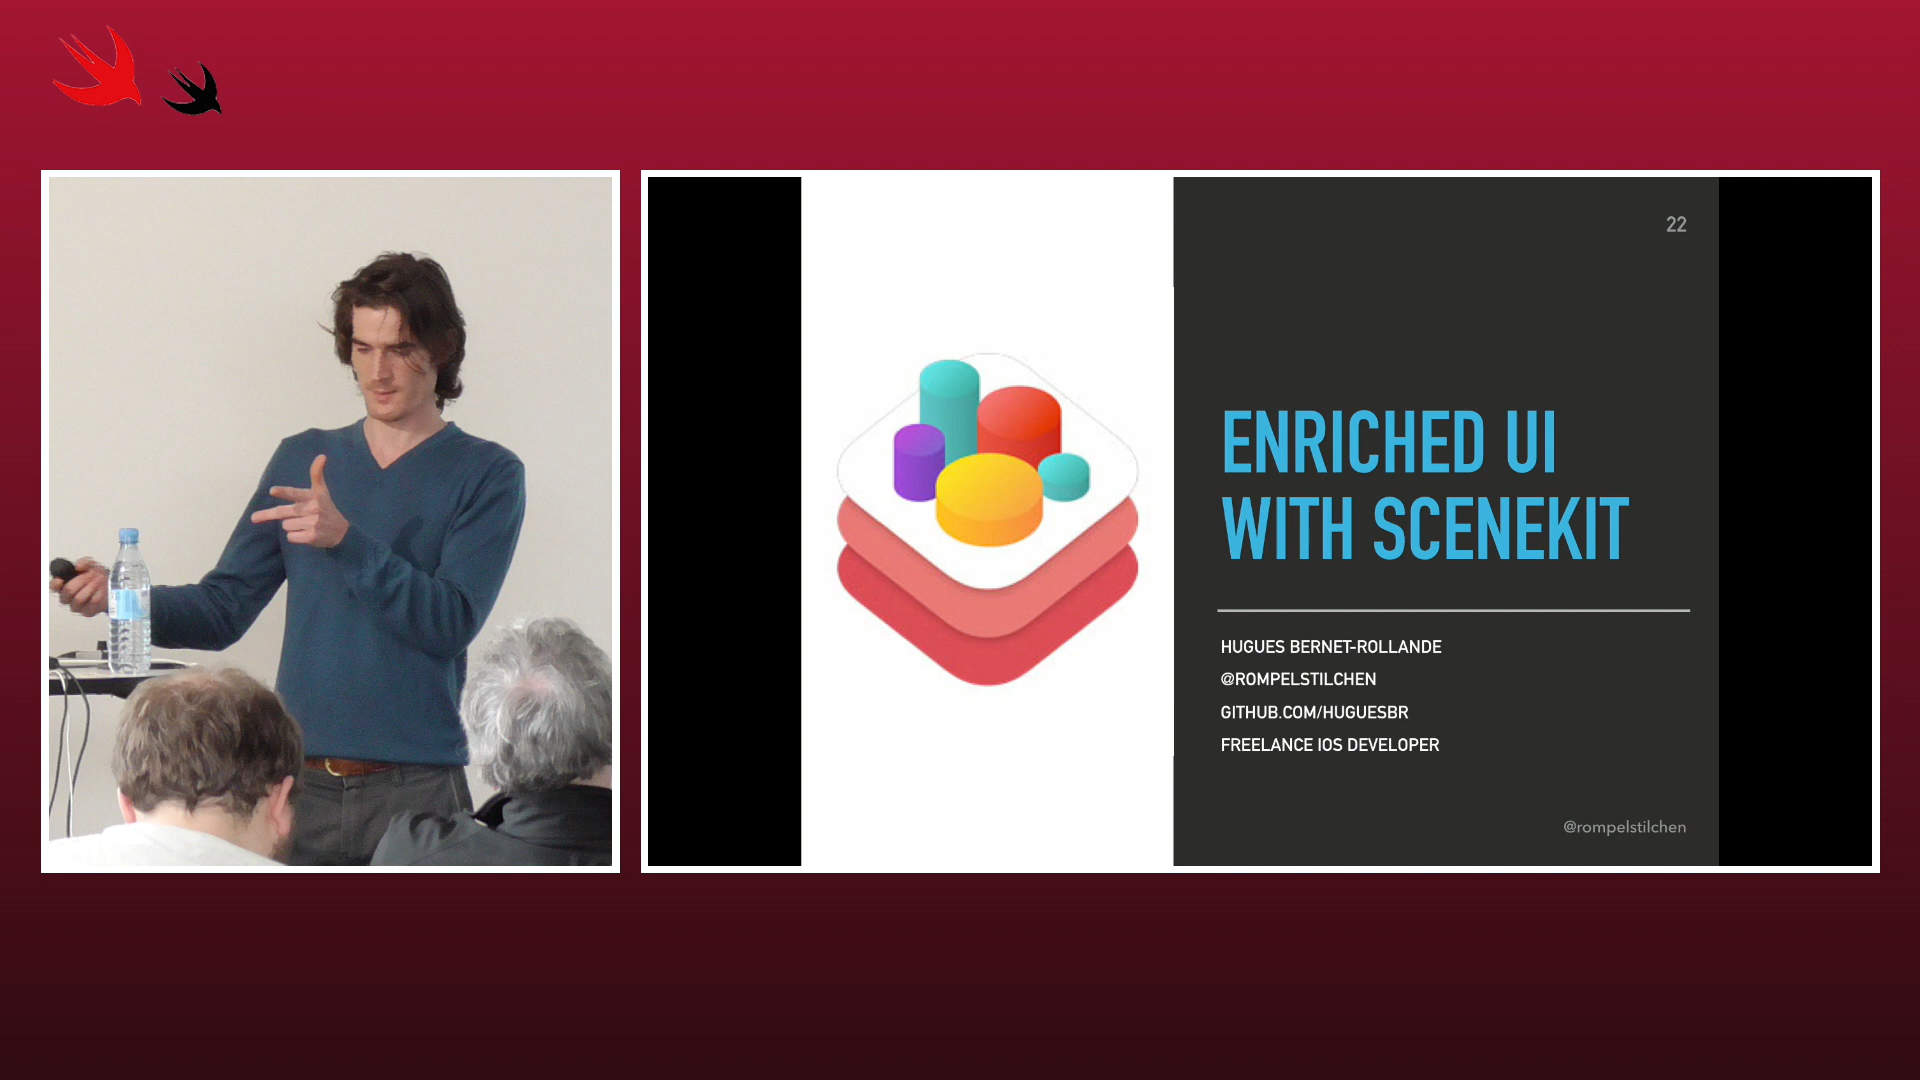 22
ENRICHED UI
WITH SCENEKIT
HUGUES BERNET-ROLLANDE
@ROMPELSTILCHEN
GITHUB.COM/HUGUESBR
FREELANCE IOS DEVELOPER
@rompelstilchen